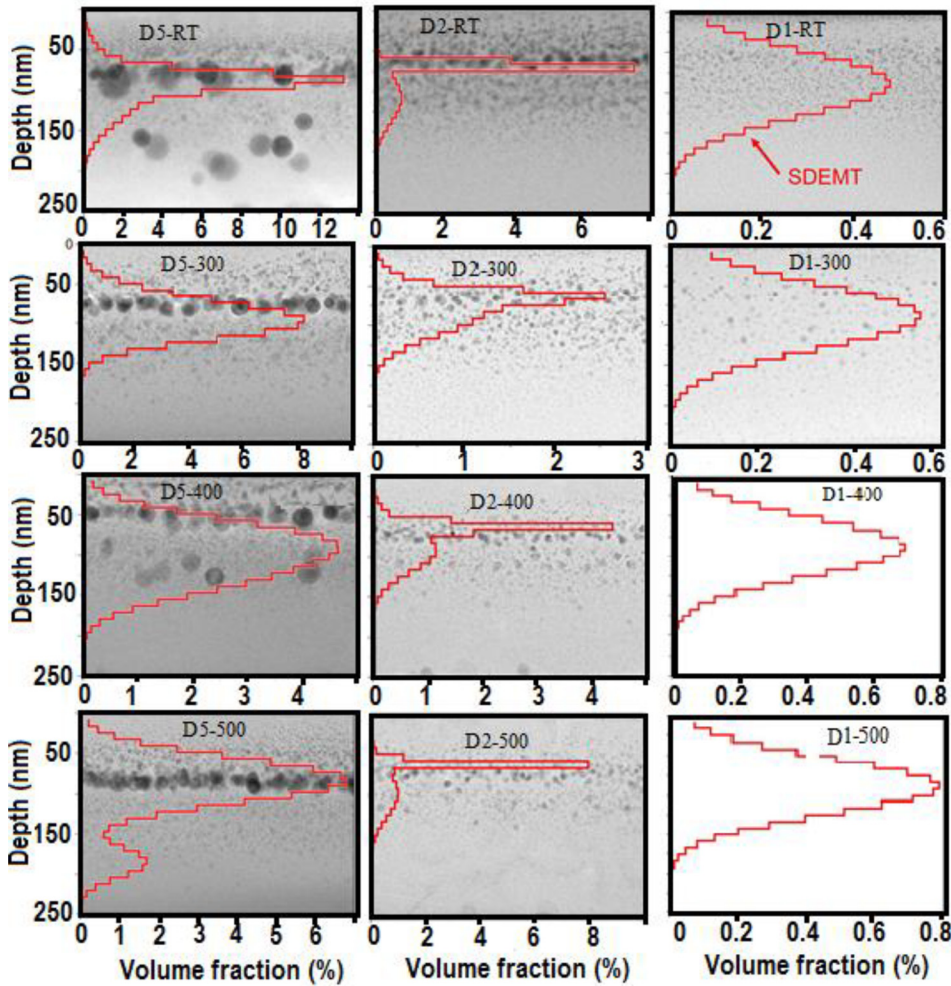 D5-RT D2-RT D1-RT
50
150
250
Depth (nm)
SDEMT
0 2 4 6 8 10 12
0 2 4 6
0 0.2 0.4 0.6
D5-300 D2-300 D1-300
0
50
150
250
Depth (nm)
0 2 4 6 8
0 1 2 3
0 0.2 0.4 0.6
D5-400 D2-400 D1-400
50
150
250
Depth (nm)
0 1 2 3 4
0 1 2 3 4
0 0.2 0.4 0.6 0.8
D5-500 D2-500 D1-500
50
150
250
Depth (nm)
0 1 2 3 4 5 6
0 2 4 6 8
0 0.2 0.4 0.6 0.8
Volume fraction (%) Volume fraction (%) Volume fraction (%)